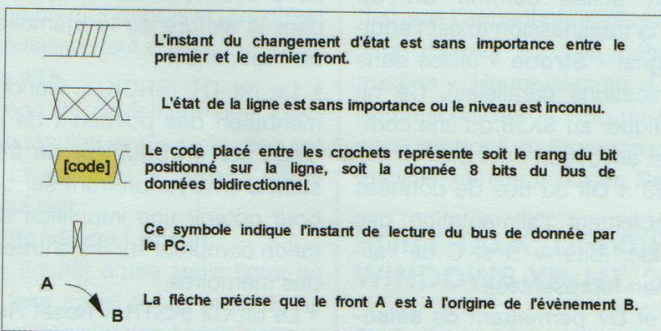 L'instant du changement d'état est sans importance entre le
premier et le dernier front.
L'état de la ligne est sans importance ou le niveau est inconnu.
[code]
Le code placé entre les crochets représente soit le rang du bit
positionné sur la ligne, soit la donnée 8 bits du bus de
données bidirectionnel.
Ce symbole indique l'instant de lecture du bus de donnée par
le PC.
A
B
La flêche précise que le front A est à l'origine de l'évènement B.